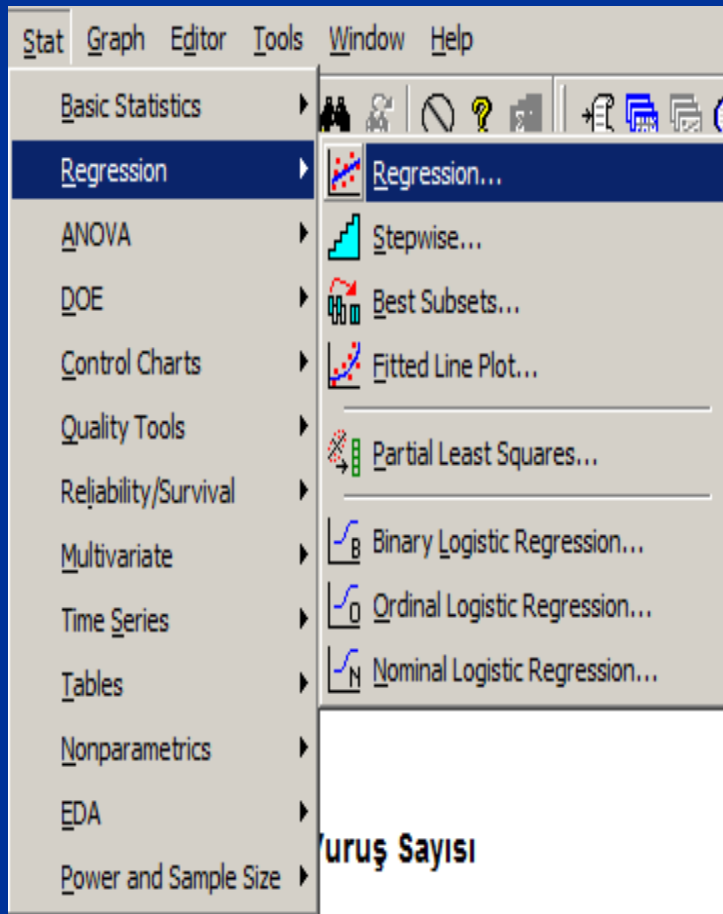 Stat Graph Editor Tools Window Help
Basic Statistics
Regression
ANOVA
DOE
Control Charts
Quality Tools
Reliability/Survival
Multivariate
Time Series
Tables
Nonparametrics
EDA
Power and Sample Size
Regression...
Stepwise...
Best Subsets...
Fitted Line Plot...
Partial Least Squares...
Binary Logistic Regression...
Ordinal Logistic Regression...
Nominal Logistic Regression...
Sayısı